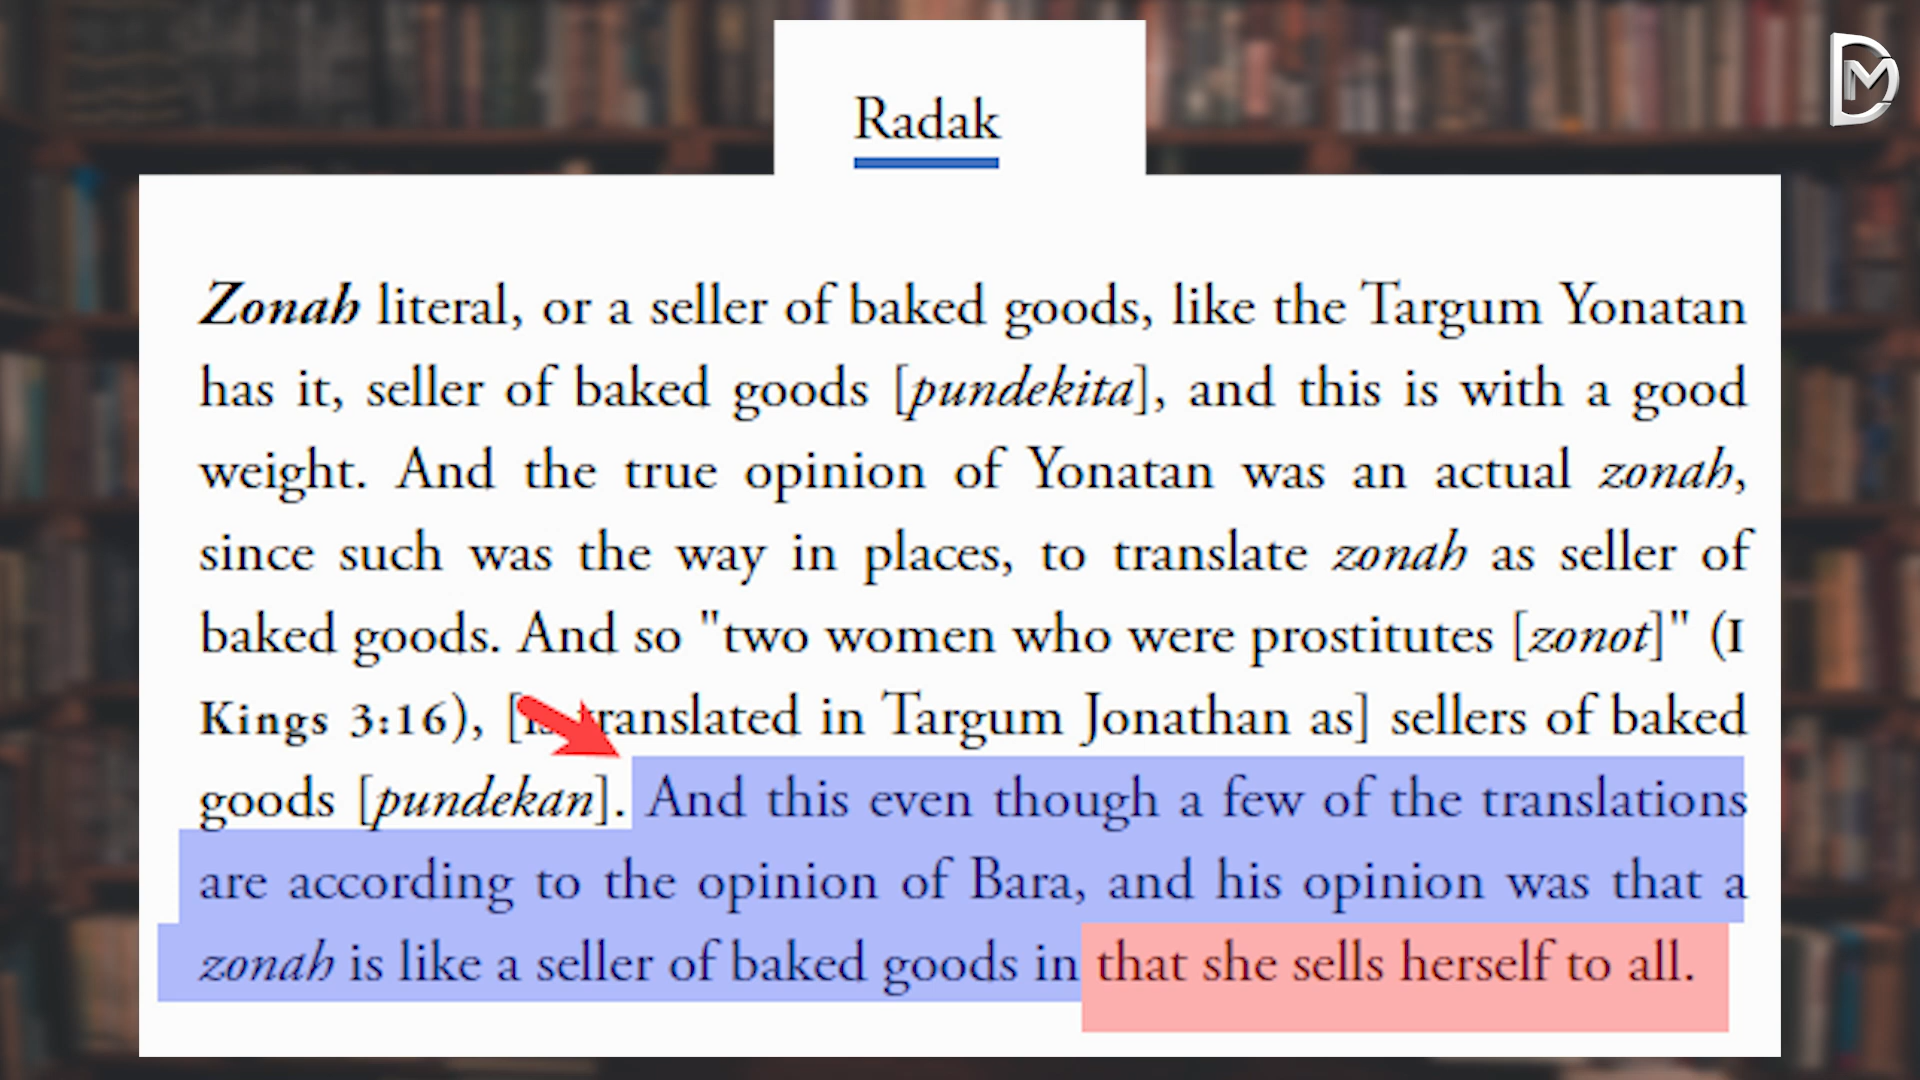 Radak
Zonah literal, or a seller of baked goods, like the Targum Yonatan
has it, seller of baked goods [pundekita], and this is with a good
weight. And the true opinion of Yonatan was an actual zonah,
since such was the way in places, to translate zonah as seller of
baked goods. And so "two women who were prostitutes [zonot]" (I
Kings 3:16), [is translated in Targum Jonathan as] sellers of baked
goods [pundekan]. And this even though a few of the translations
are according to the opinion of Bara, and his opinion was that a
zonah is like a seller of baked goods in that she sells herself to all.
DM